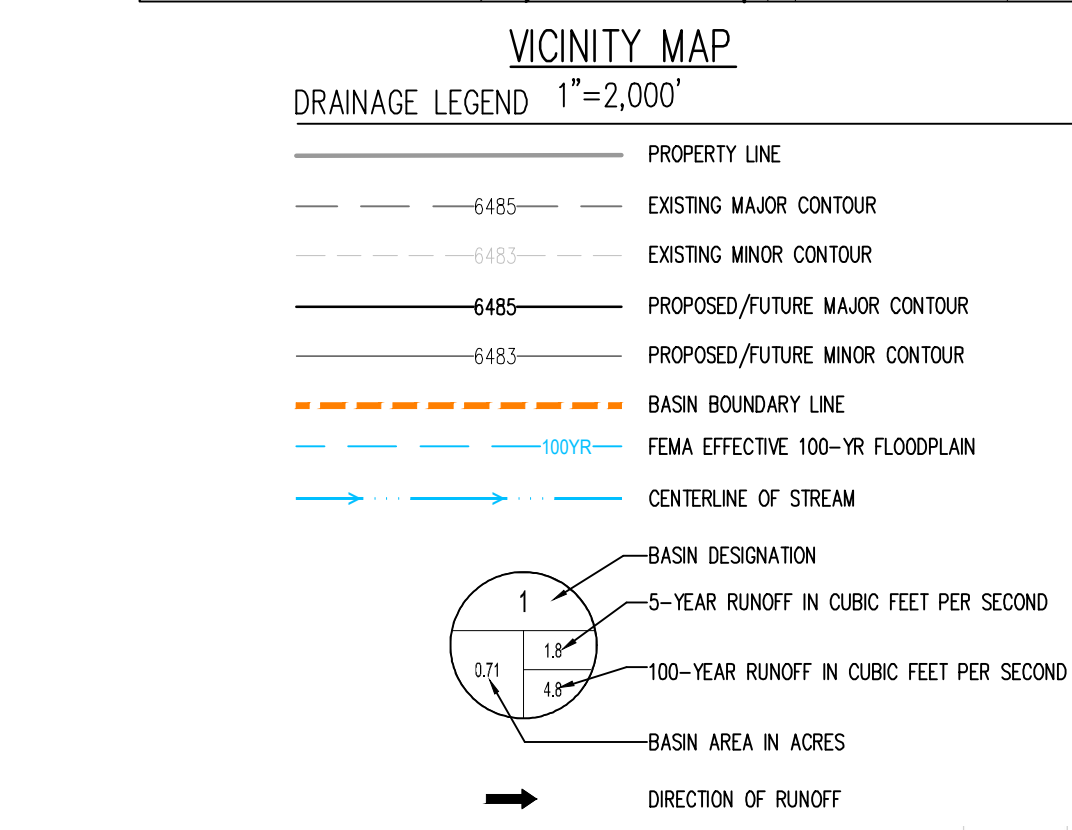 VICINITY MAP
DRAINAGE LEGEND 1"=2,000'
PROPERTY LINE
6485 EXISTING MAJOR CONTOUR
6483 EXISTING MINOR CONTOUR
6485 PROPOSED/FUTURE MAJOR CONTOUR
6483 PROPOSED/FUTURE MINOR CONTOUR
BASIN BOUNDARY LINE
100YR FEMA EFFECTIVE 100-YR FLOODPLAIN
CENTERLINE OF STREAM
BASIN DESIGNATION
1 5-YEAR RUNOFF IN CUBIC FEET PER SECOND
1.8
0.71 100-YEAR RUNOFF IN CUBIC FEET PER SECOND
4.8
BASIN AREA IN ACRES
DIRECTION OF RUNOFF